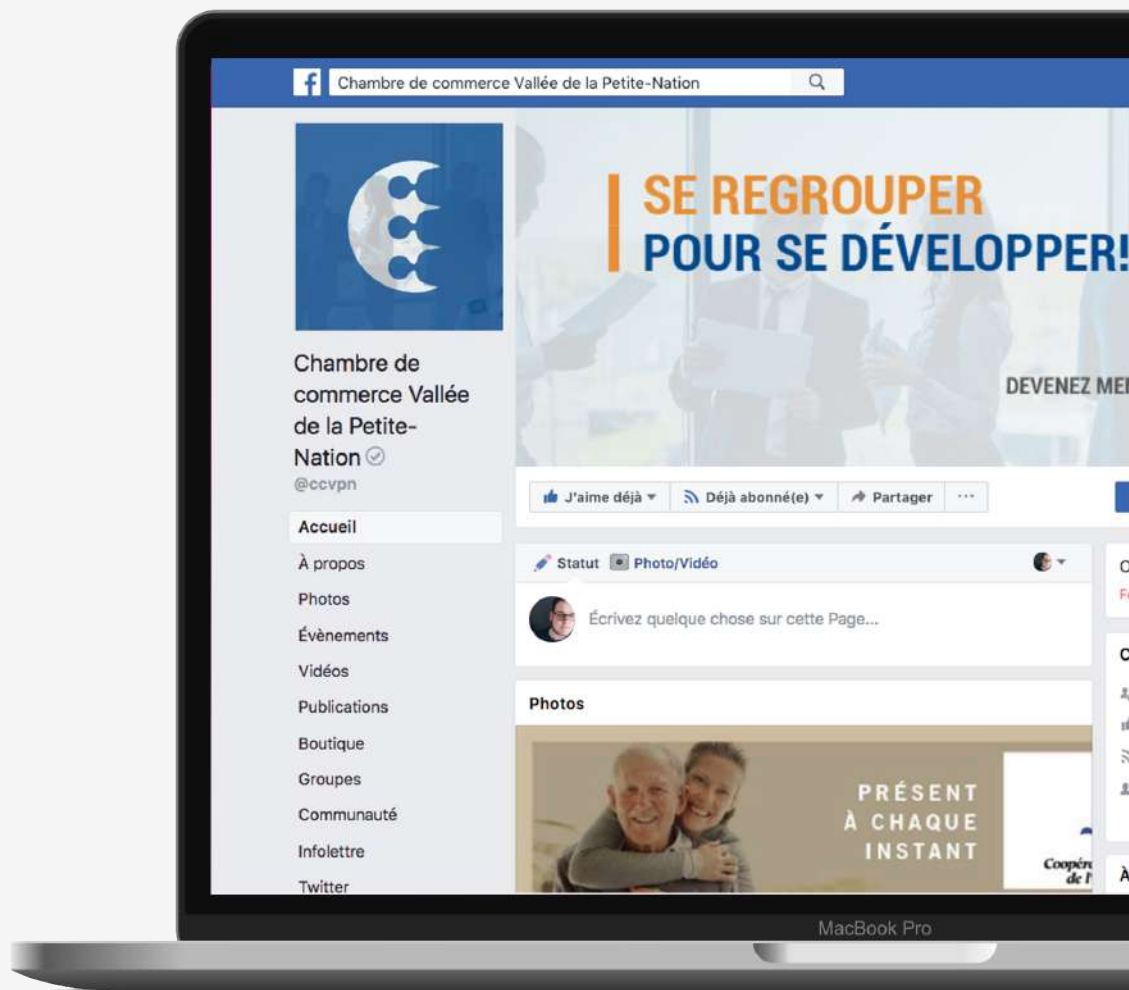 Chambre de commerce Vallée de la Petite-Nation
SE REGROUPER
POUR SE DÉVELOPPER!
DEVENEZ
Chambre de
commerce Vallée
de la Petite-
Nation
@ccvpn
J'aime déjà
Déjà abonné(e)
Partager
Accueil
À propos
Photos
Évènements
Vidéos
Publications
Boutique
Groupes
Communauté
Infolettre
Twitter
Statut
Photo/Vidéo
Écrivez quelque chose sur cette Page...
Photos
PRÉSENT
À CHAQUE
INSTANT
MacBook Pro